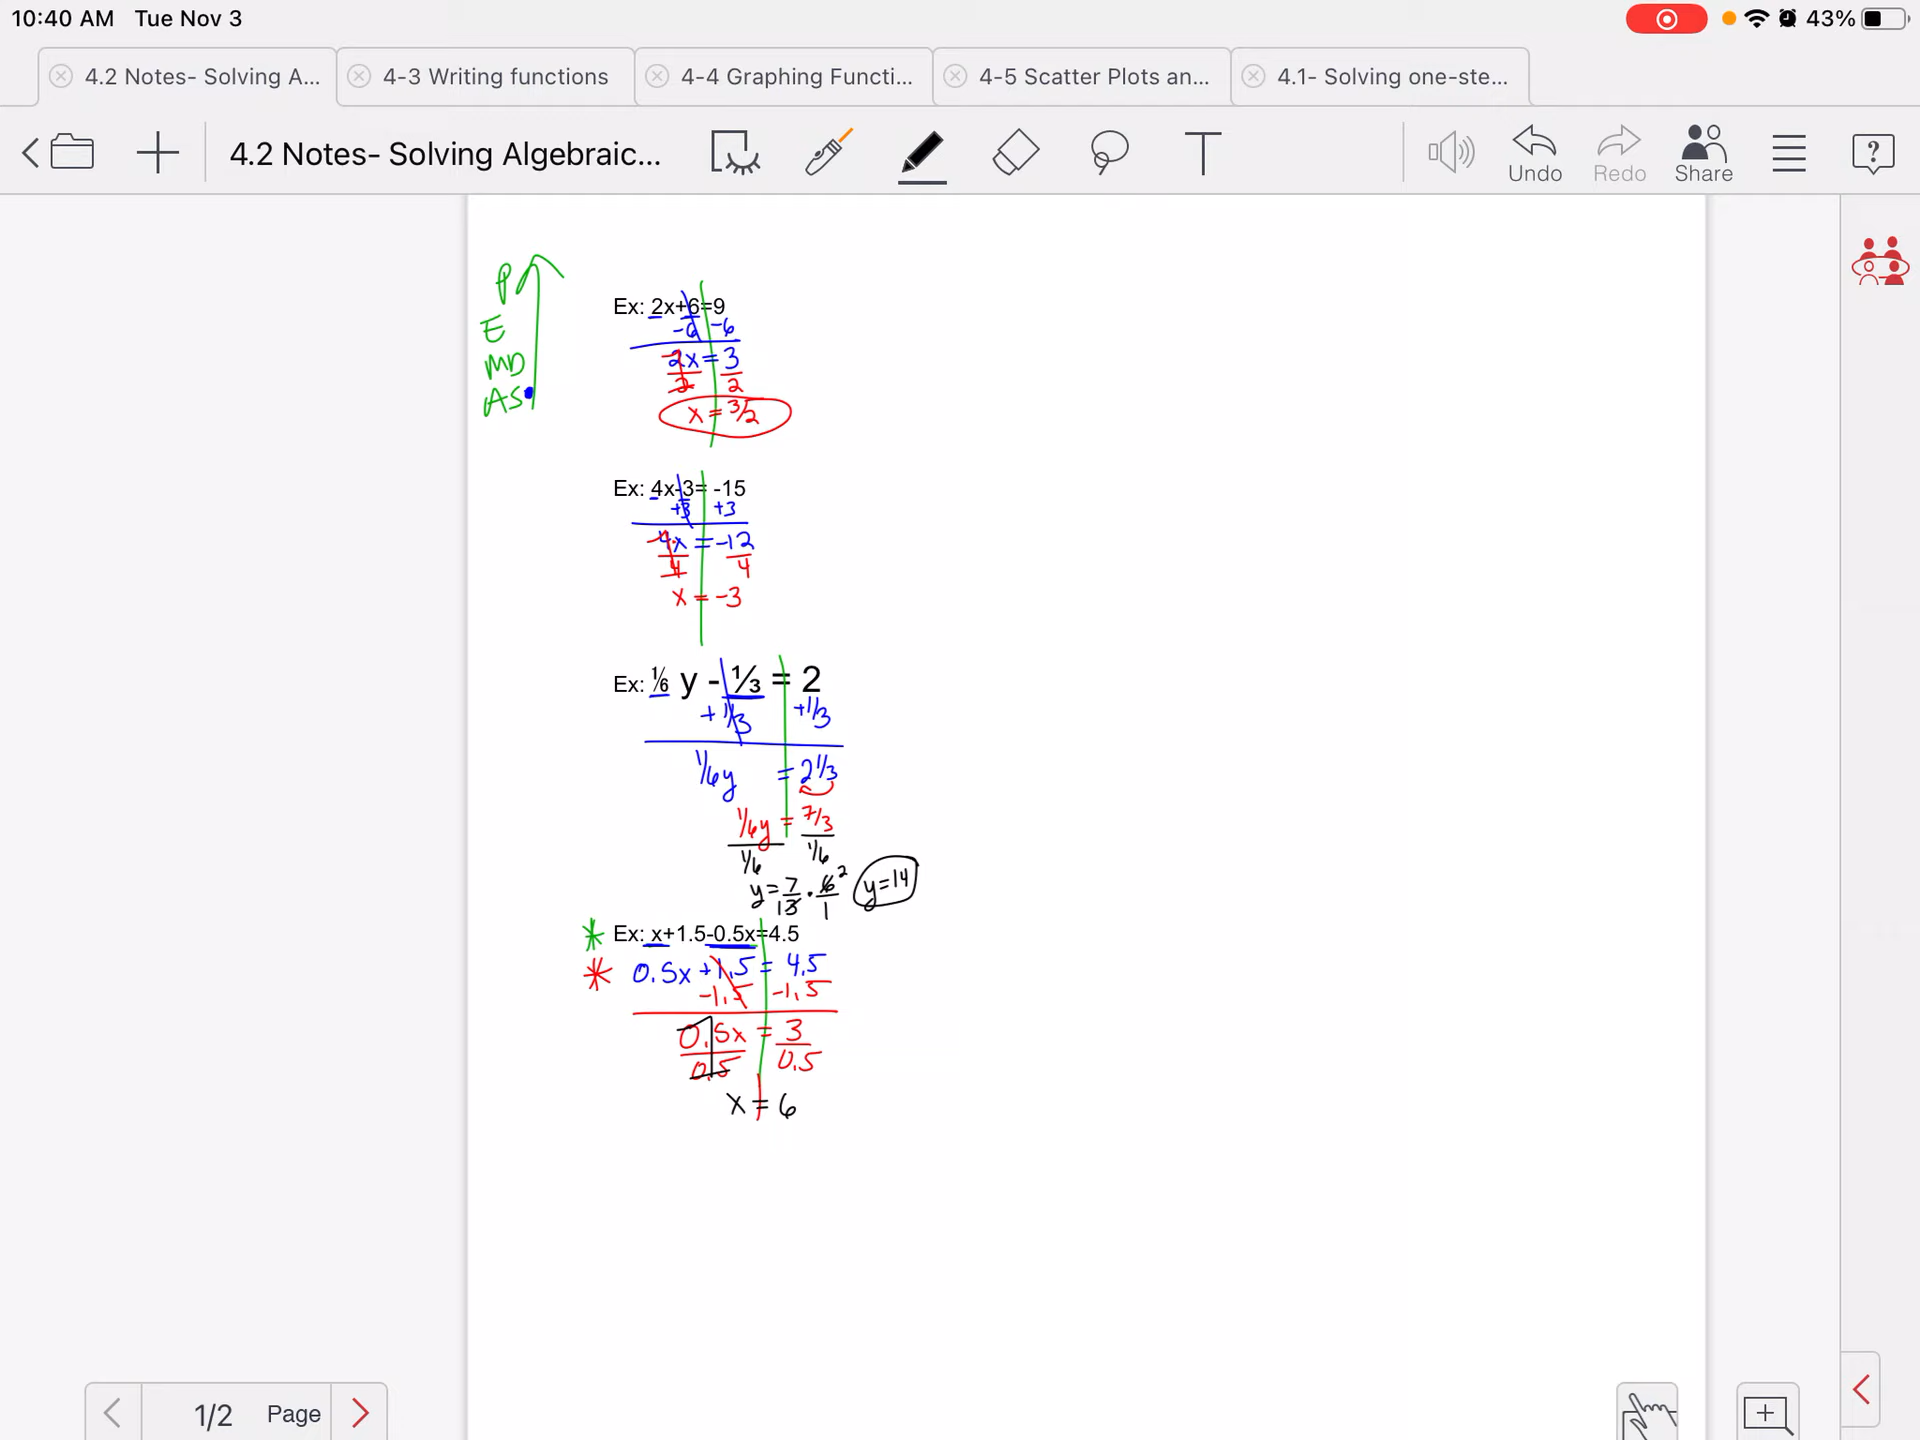 10:40 AM Tue Nov 3 43%
4.2 Notes- Solving A... 4-3 Writing functions 4-4 Graphing Functi... 4-5 Scatter Plots an... 4.1- Solving one-ste...
4.2 Notes- Solving Algebraic... T Undo Redo Share ?
P
E
MD
AS
Ex: 2x+6=9
-6 -6
2x = 3
2 2
x = 3/2
Ex: 4x-3= -15
+3 +3
4x = -12
4 4
x = -3
Ex: ⅙ y - ⅓ = 2
+ 1/3 +1/3
1/6y = 2 1/3
1/6y = 7/3
1/6 1/6
y = 7/13 · 6²/1 y=14
* Ex: x+1.5-0.5x=4.5
* 0.5x +1.5 = 4.5
-1.5 -1.5
0.5x = 3
0.5 0.5
x = 6
1/2 Page